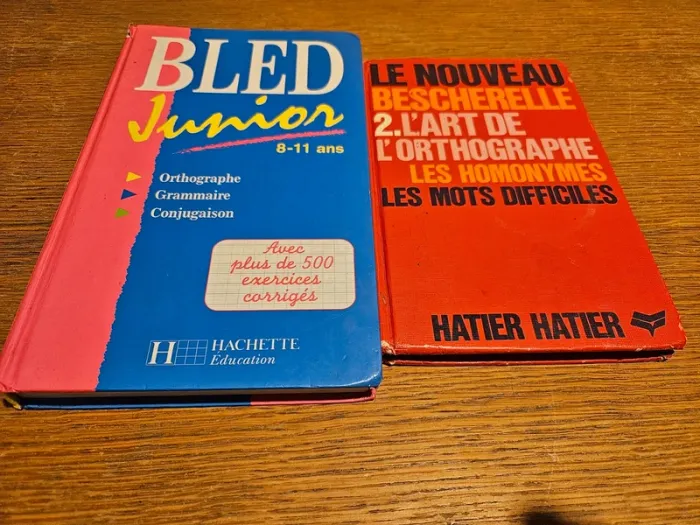 BLED
Junior
8-11 ans
Orthographe
Grammaire
Conjugaison
Avec
plus de 500
exercices
corrigés
H HACHETTE
Éducation
LE NOUVEAU
BESCHERELLE
2.L'ART DE
L'ORTHOGRAPHE
LES HOMONYMES
LES MOTS DIFFICILES
HATIER HATIER